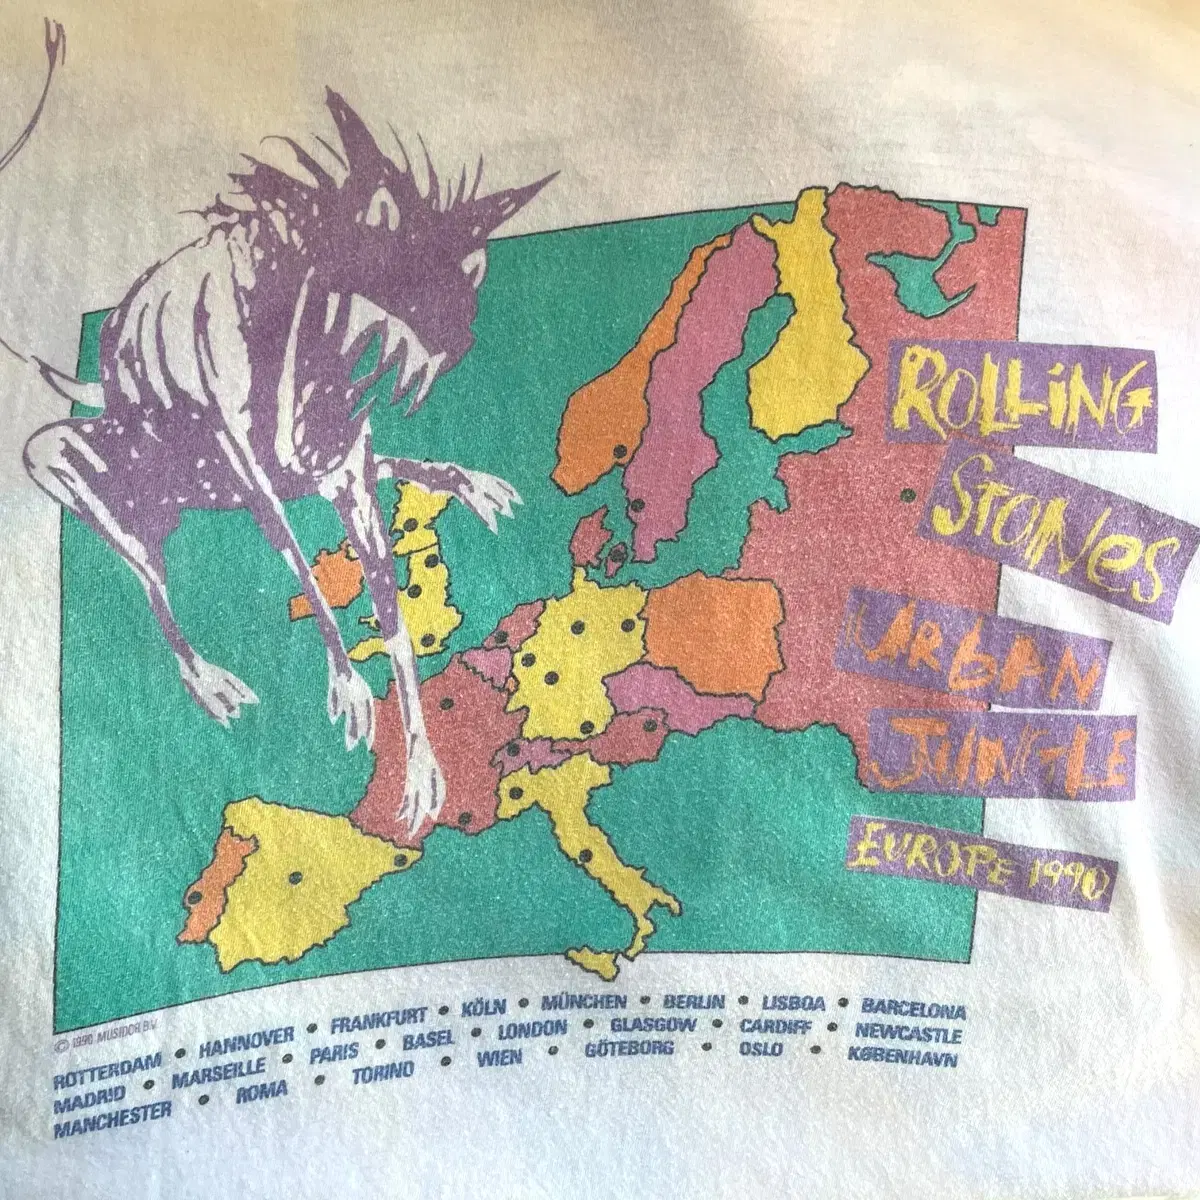 ROLLING
STONES
URBAN
JUNGLE
EUROPE 1990
© 1990 MUSIDOR B.V.
ROTTERDAM • HANNOVER • FRANKFURT • KÖLN • MÜNCHEN • BERLIN • LISBOA • BARCELONA
MADRID • MARSEILLE • PARIS • BASEL • LONDON • GLASGOW • CARDIFF • NEWCASTLE
MANCHESTER • ROMA • TORINO • WIEN • GÖTEBORG • OSLO • KØBENHAVN